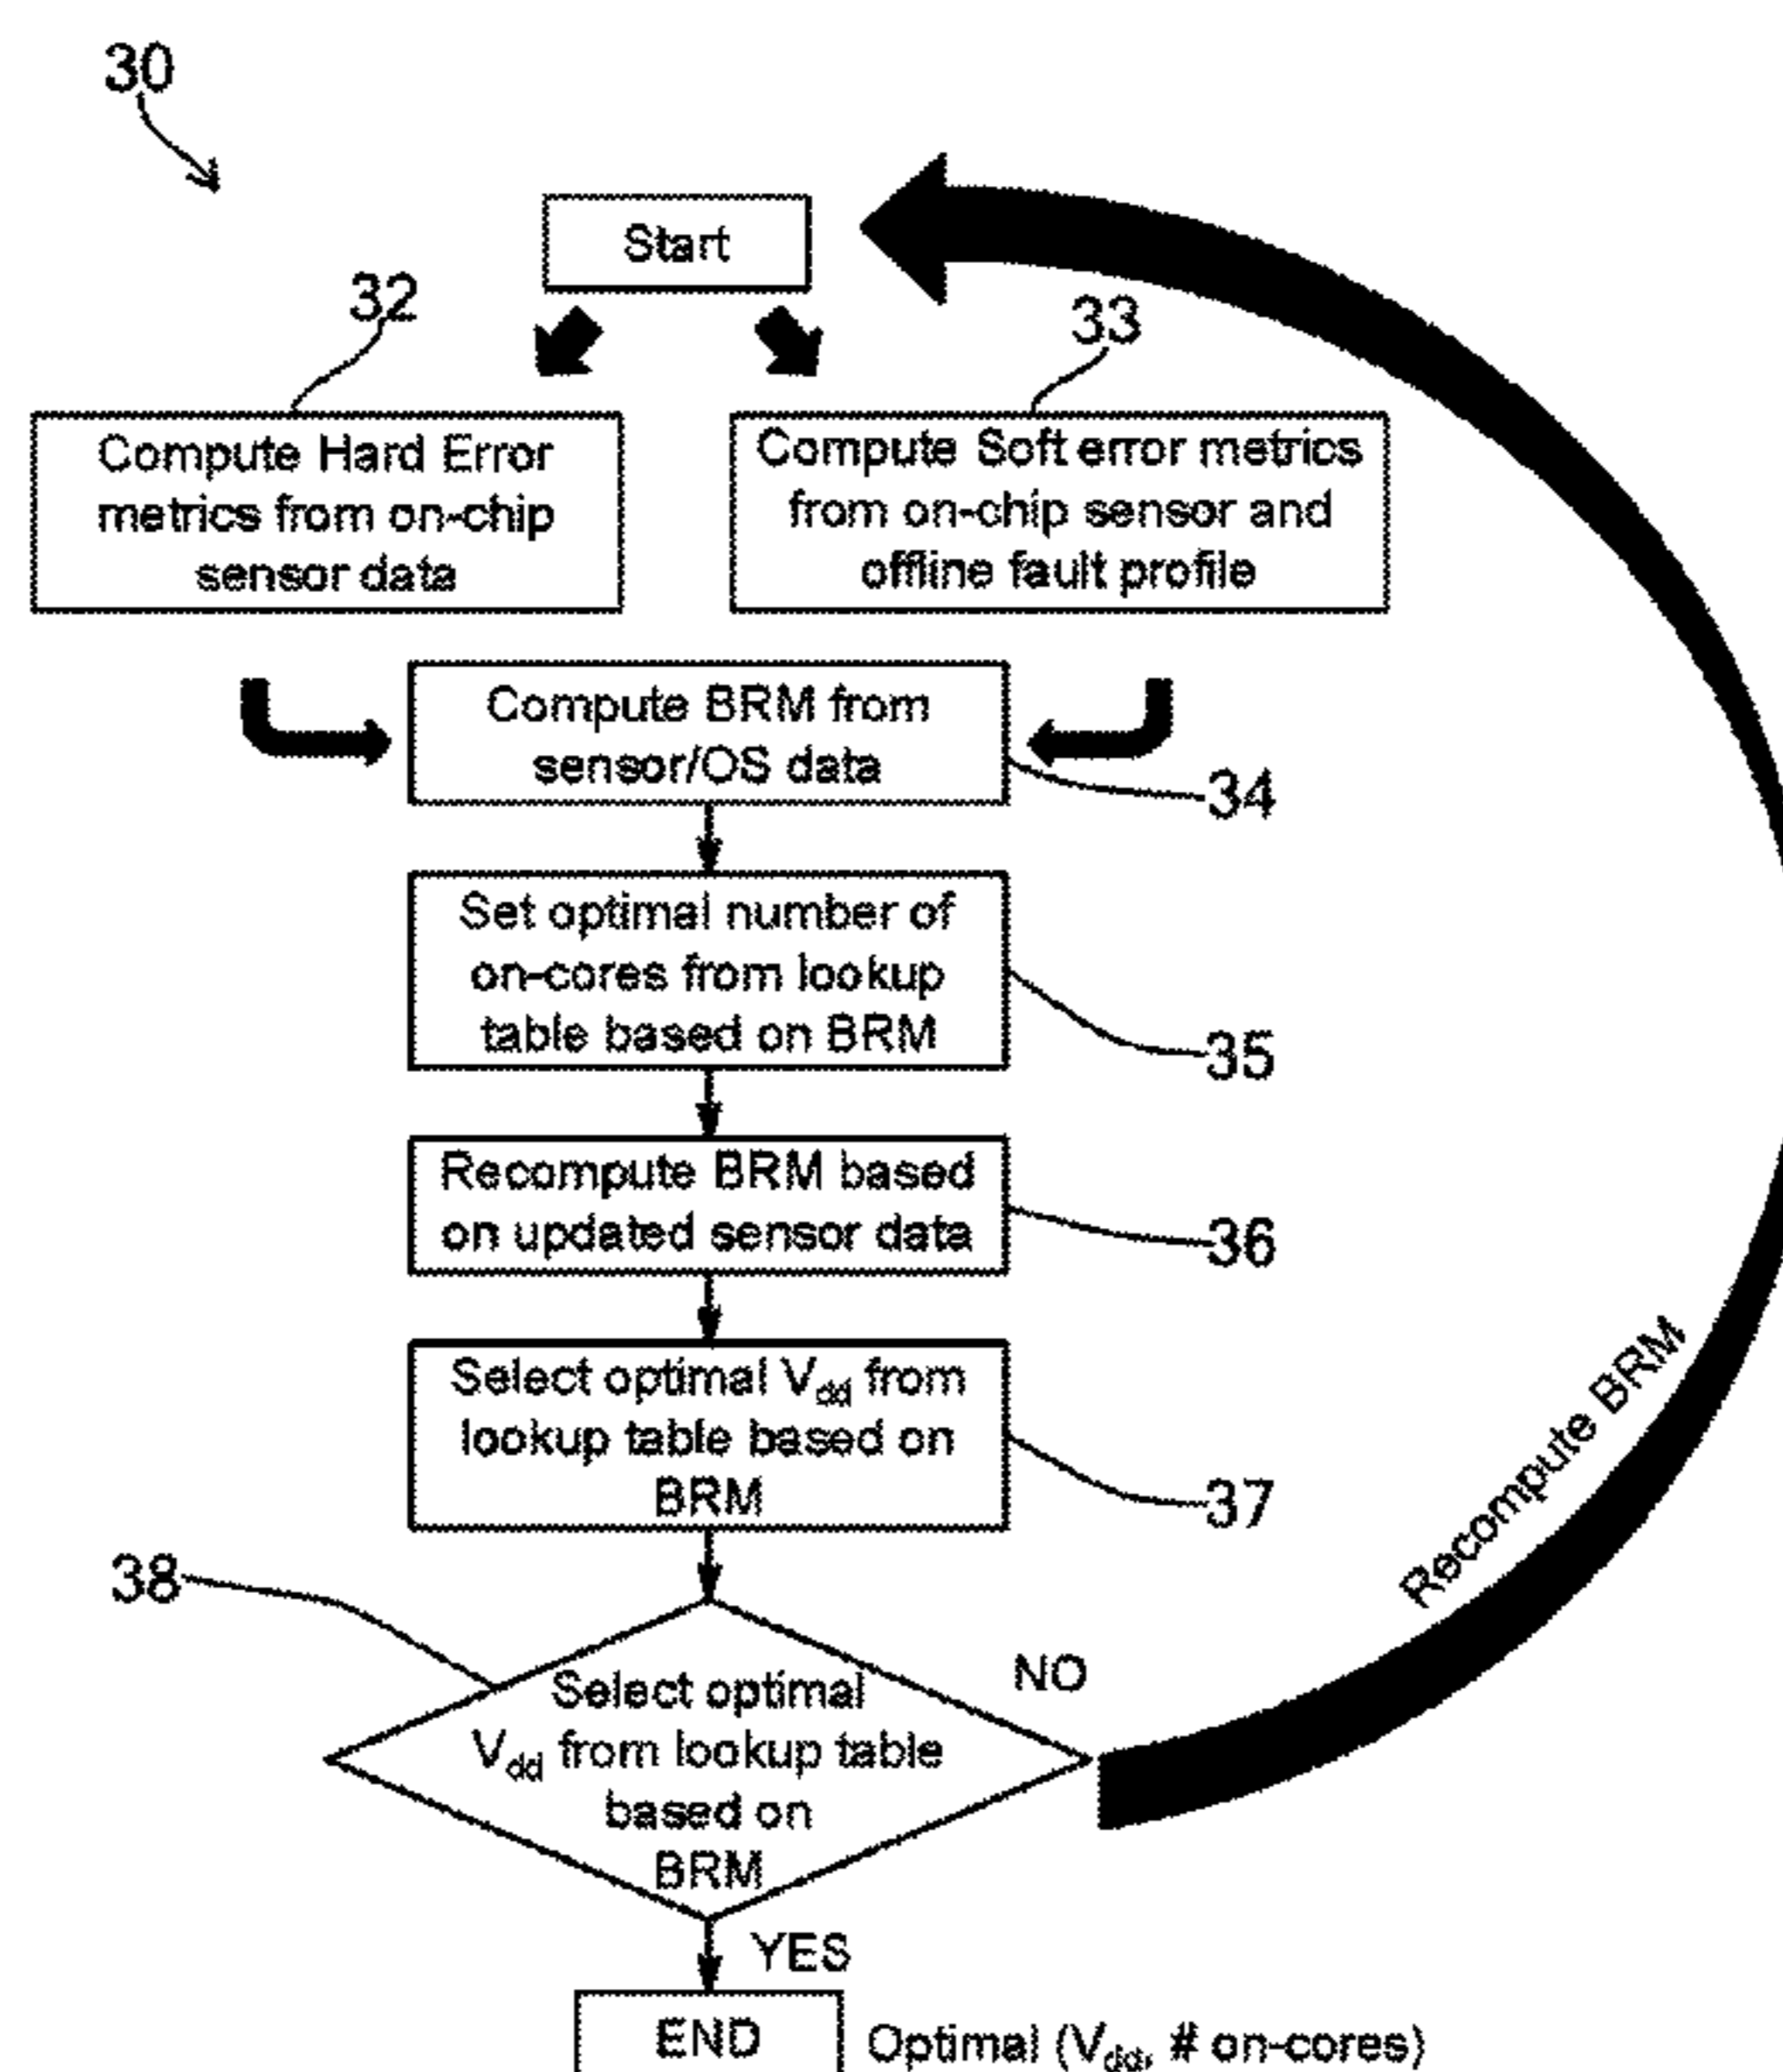 30
Start
32
33
Compute Hard Error
metrics from on-chip
sensor data
Compute Soft error metrics
from on-chip sensor and
offline fault profile
Compute BRM from
sensor/OS data
34
Set optimal number of
on-cores from lookup
table based on BRM
35
Recompute BRM based
on updated sensor data
36
Select optimal Vdd from
lookup table based on
BRM
37
Recompute BRM
38
Select optimal
Vdd from lookup table
based on
BRM
NO
YES
END
Optimal (Vdd, # on-cores)